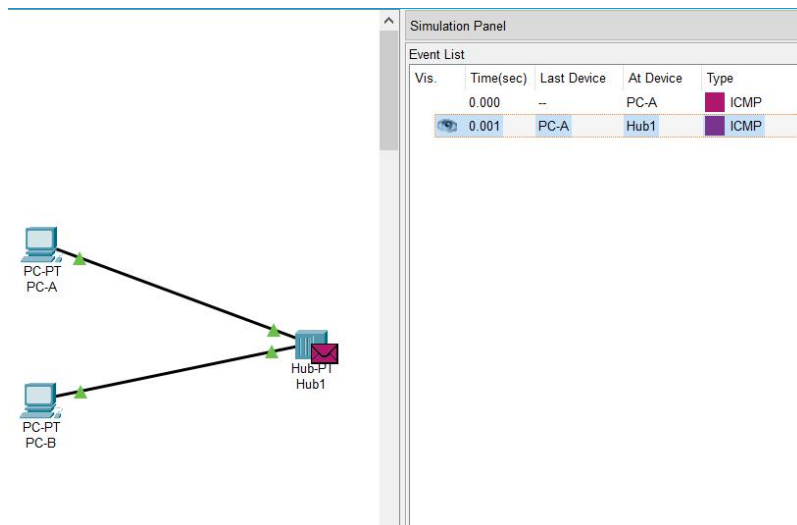 Simulation Panel
Event List
Vis. Time(sec) Last Device At Device Type
0.000 -- PC-A ICMP
0.001 PC-A Hub1 ICMP
PC-PT
PC-A
Hub-PT
Hub1
PC-PT
PC-B